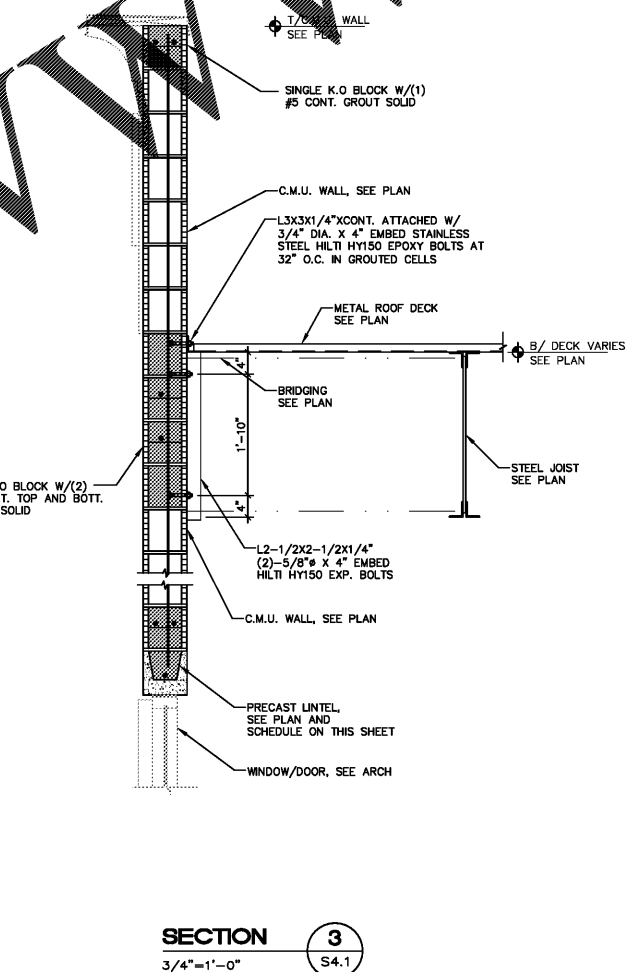 T/C.M.U. WALL
SEE PLAN
SINGLE K.O BLOCK W/(1)
#5 CONT. GROUT SOLID
C.M.U. WALL, SEE PLAN
L3X3X1/4"XCONT. ATTACHED W/
3/4" DIA. X 4" EMBED STAINLESS
STEEL HILTI HY150 EPOXY BOLTS AT
32" O.C. IN GROUTED CELLS
METAL ROOF DECK
SEE PLAN
B/ DECK VARIES
SEE PLAN
4"
BRIDGING
SEE PLAN
1'-10"
STEEL JOIST
SEE PLAN
O BLOCK W/(2)
T. TOP AND BOTT.
SOLID
4"
L2-1/2X2-1/2X1/4"
(2)-5/8"ø X 4" EMBED
HILTI HY150 EXP. BOLTS
C.M.U. WALL, SEE PLAN
PRECAST LINTEL,
SEE PLAN AND
SCHEDULE ON THIS SHEET
WINDOW/DOOR, SEE ARCH
SECTION
3
3/4"=1'-0"
S4.1